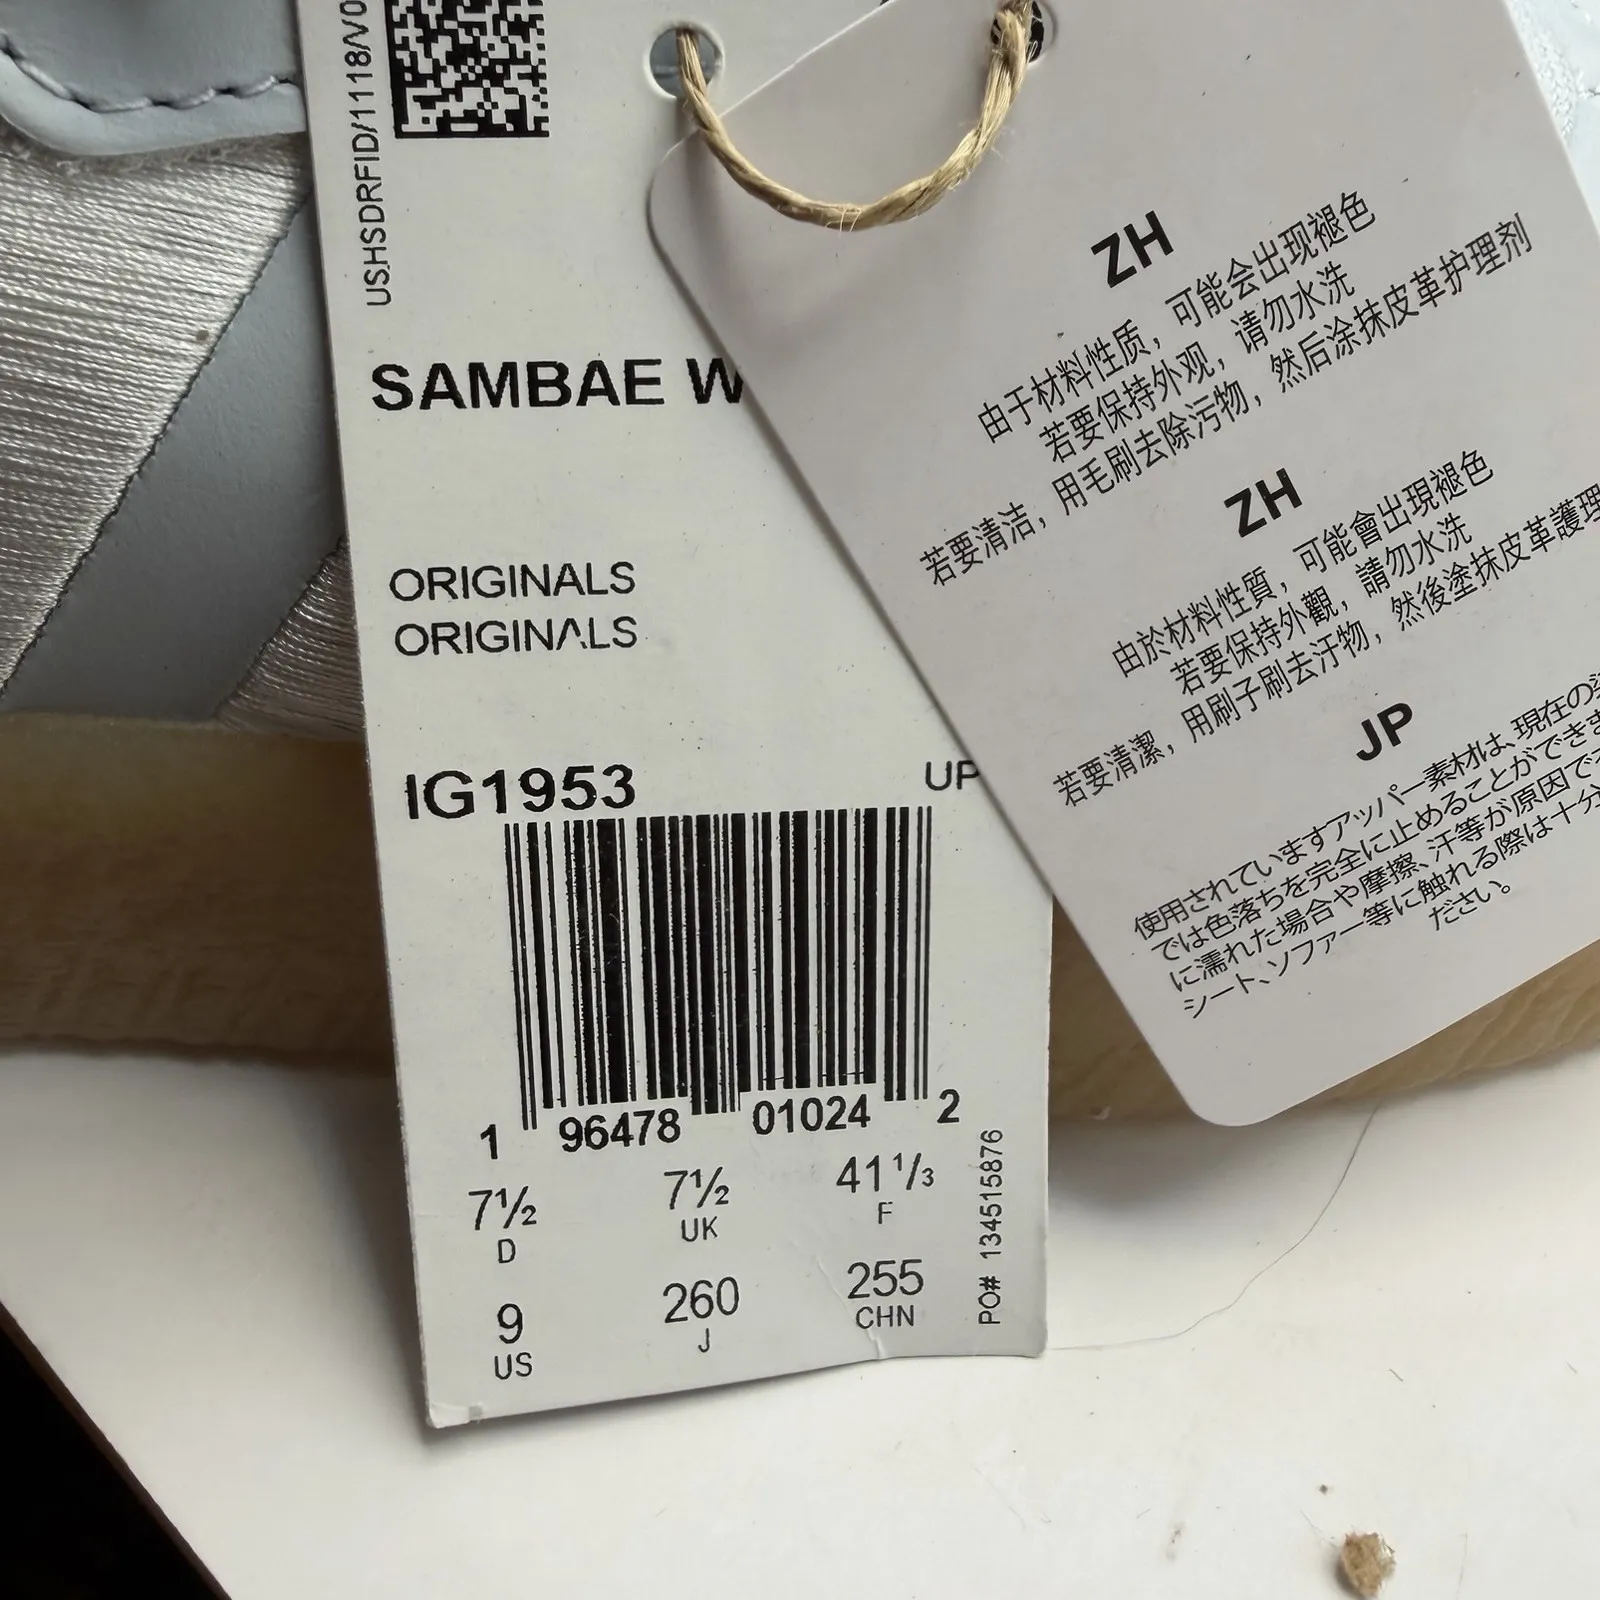 USHSDRFID/1118/V0
SAMBAE W
ORIGINALS
ORIGINALS
IG1953
UP
1 96478 01024 2
7½ 7½ 41 1/3
D UK F
9 260 255
US J CHN
PO# 134515876
ZH
由于材料性质，可能会出现褪色
若要保持外观，请勿水洗
若要清洁，用毛刷去除污物，然后涂抹皮革护理剂
ZH
由於材料性質，可能會出現褪色
若要保持外觀，請勿水洗
若要清潔，用刷子刷去汙物，然後塗抹皮革護理
JP
使用されていますアッパー素材は、現在の
では色落ちを完全に止めることができま
に濡れた場合や摩擦、汗等が原因で
シート、ソファー等に触れる際は十分
ださい。